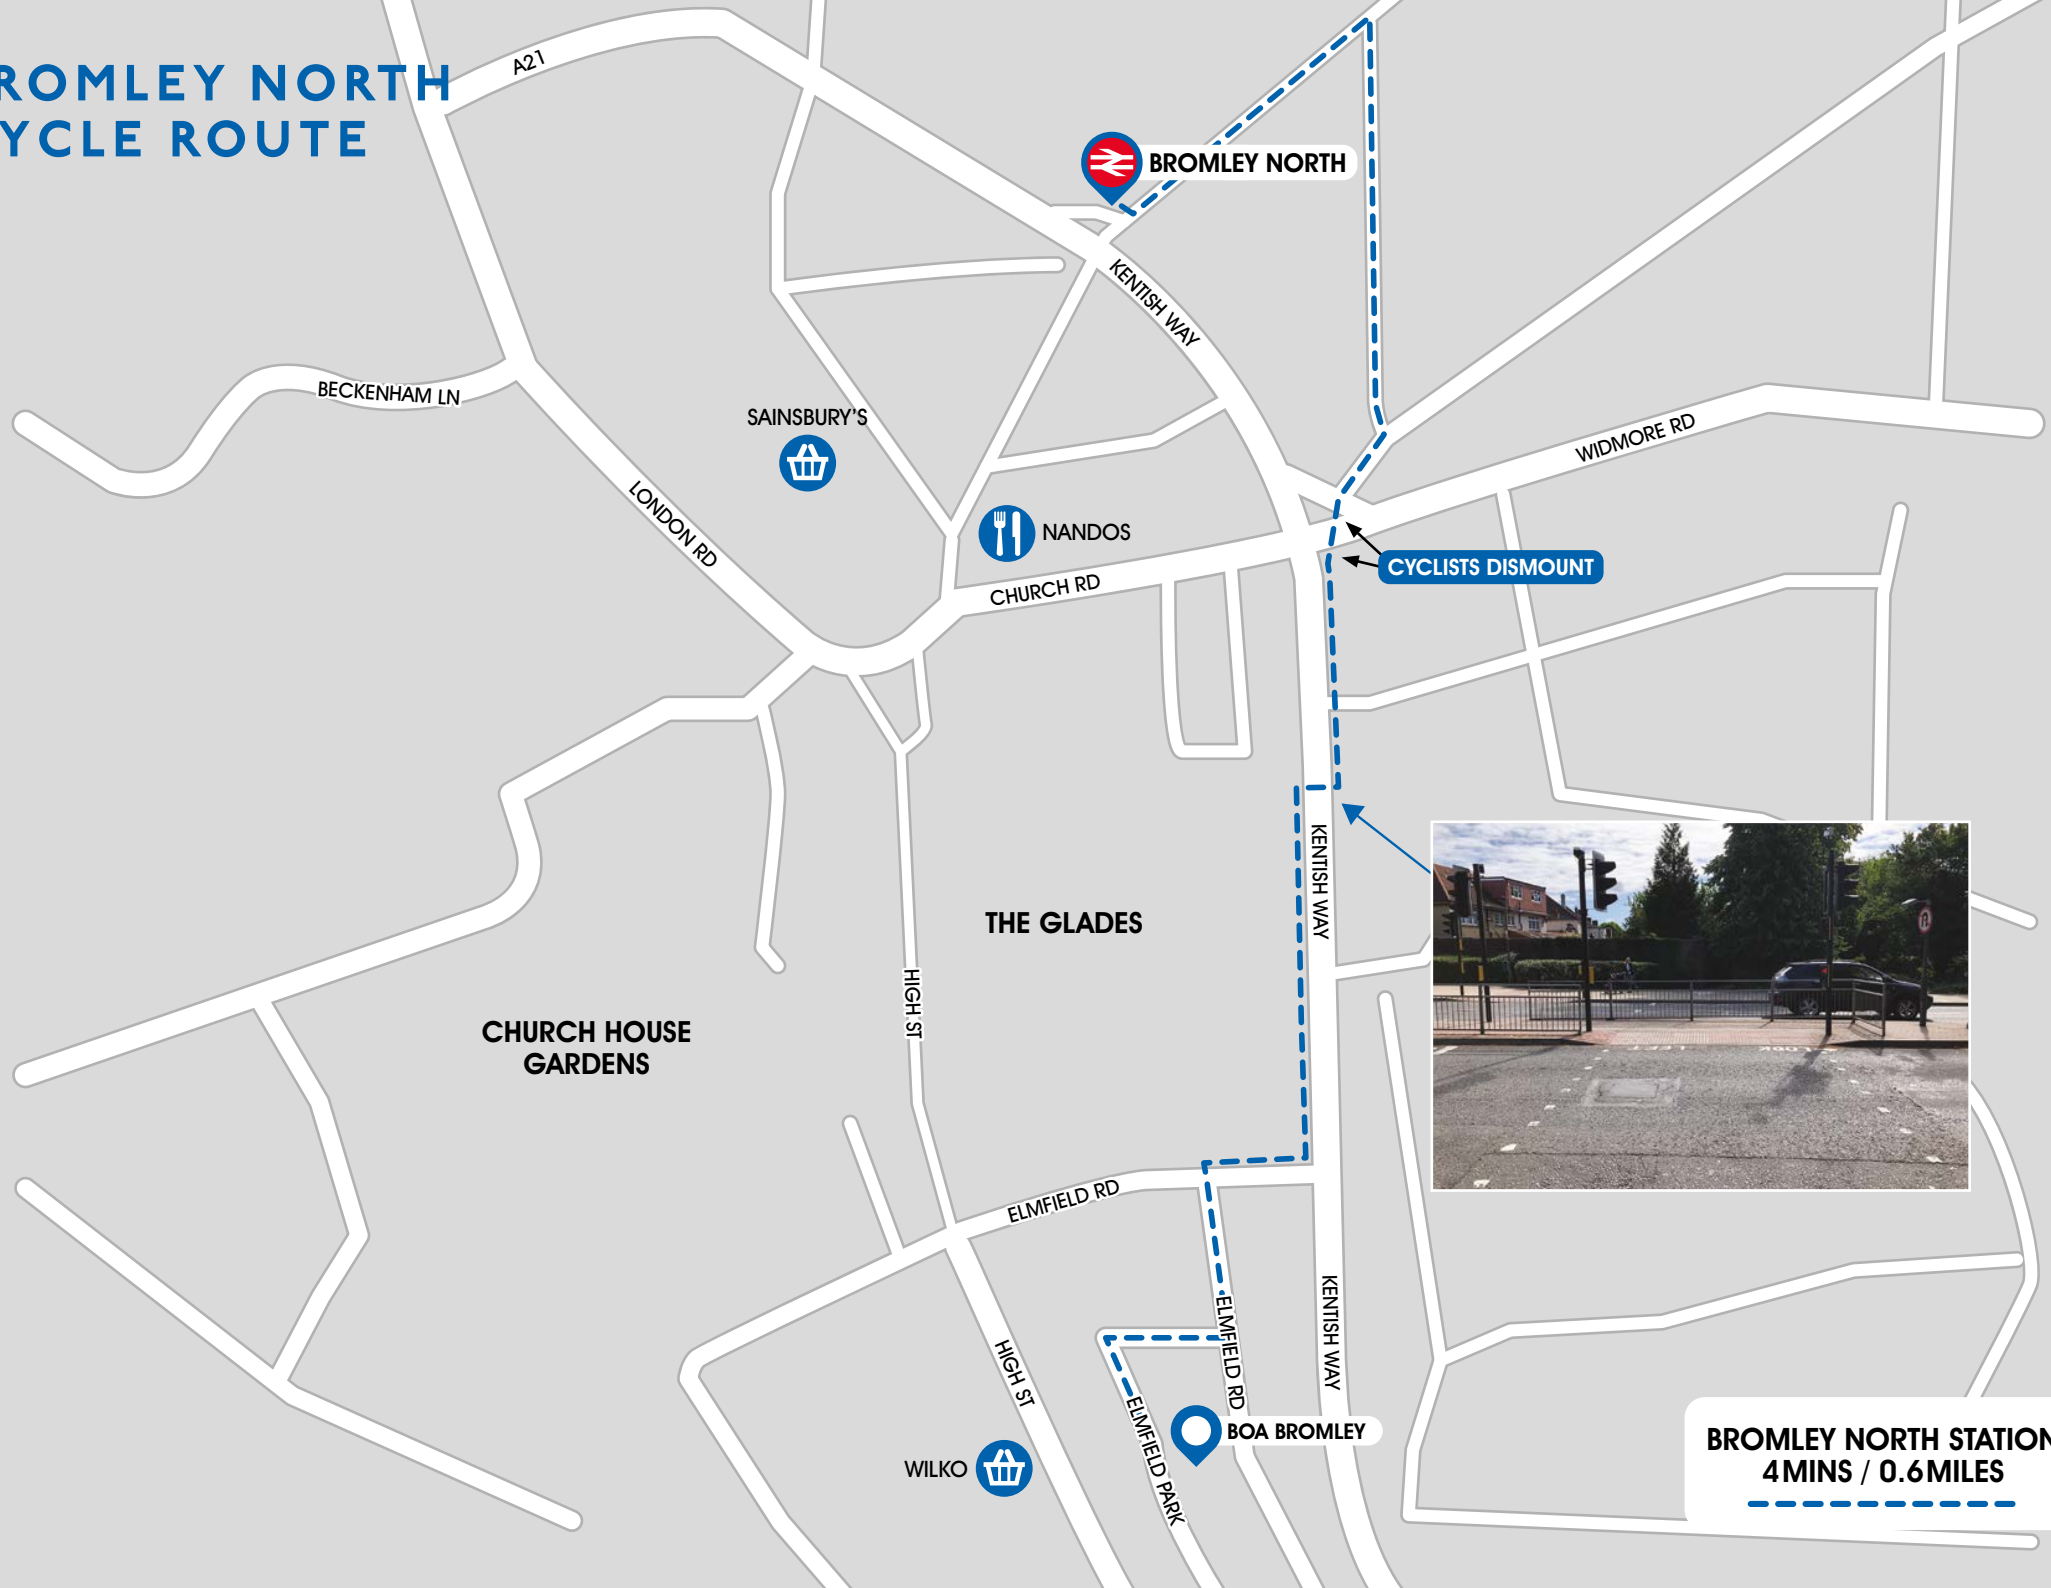 ROMLEY NORTH
YCLE ROUTE
A21
BROMLEY NORTH
KENTISH WAY
BECKENHAM LN
SAINSBURY'S
WIDMORE RD
LONDON RD
NANDOS
CYCLISTS DISMOUNT
CHURCH RD
KENTISH WAY
THE GLADES
HIGH ST
CHURCH HOUSE
GARDENS
ELMFIELD RD
KENTISH WAY
ELMFIELD RD
HIGH ST
ELMFIELD PARK
BOA BROMLEY
WILKO
BROMLEY NORTH STATION
4MINS / 0.6MILES